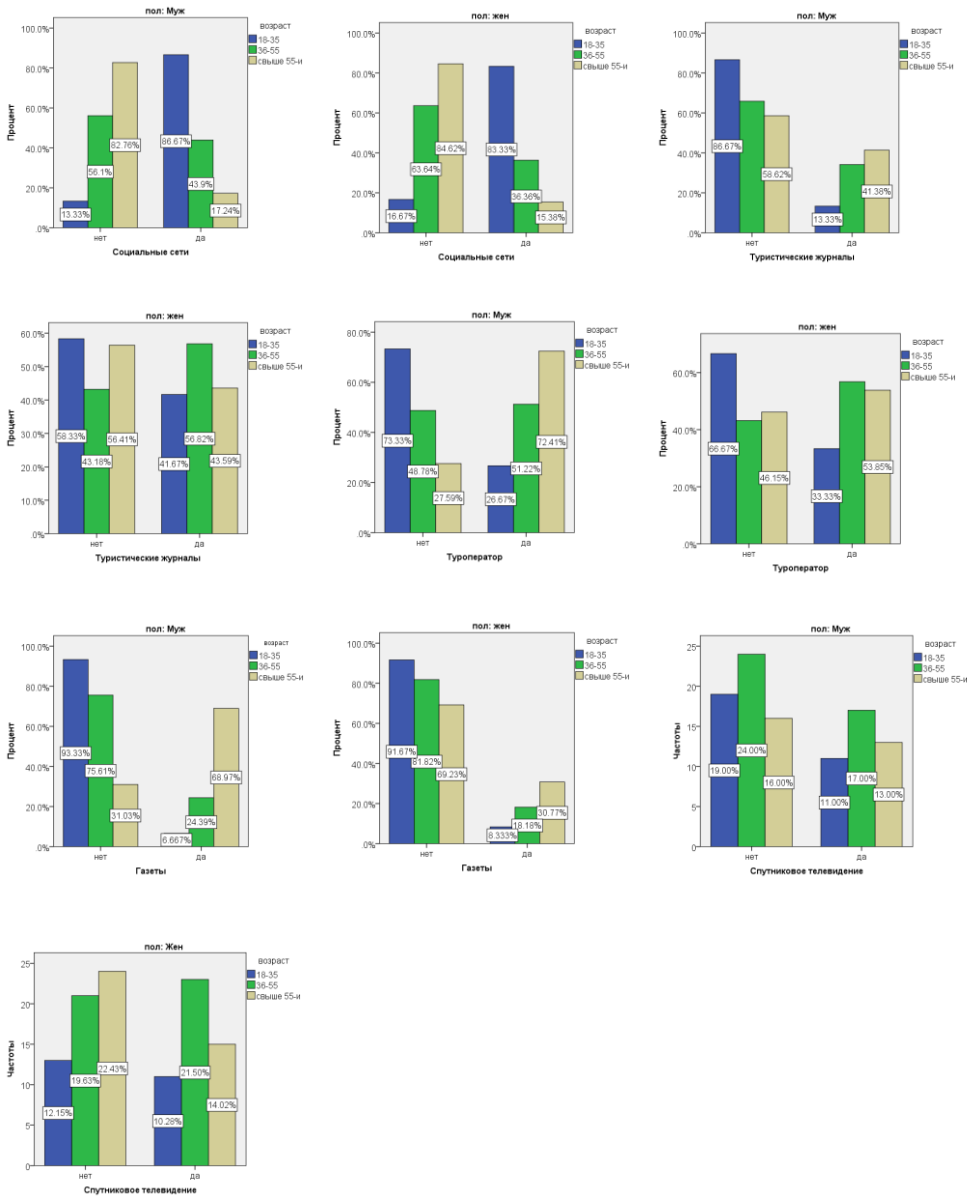 пол: Муж
возраст
18-35
36-55
свыше 55-и
100.0%
80.0%
60.0%
40.0%
20.0%
.0%
Процент
13.33%
56.1%
82.76%
86.67%
43.9%
17.24%
нет
да
Социальные сети
пол: жен
возраст
18-35
36-55
свыше 55-и
100.0%
80.0%
60.0%
40.0%
20.0%
.0%
Процент
16.67%
63.64%
84.62%
83.33%
36.36%
15.38%
нет
да
Социальные сети
пол: Муж
возраст
18-35
36-55
свыше 55-и
100.0%
80.0%
60.0%
40.0%
20.0%
.0%
Процент
86.67%
58.62%
13.33%
41.38%
нет
да
Туристические журналы
пол: жен
возраст
18-35
36-55
свыше 55-и
60.0%
50.0%
40.0%
30.0%
20.0%
10.0%
.0%
Процент
58.33%
43.18%
56.41%
41.67%
56.82%
43.59%
нет
да
Туристические журналы
пол: Муж
возраст
18-35
36-55
свыше 55-и
80.0%
60.0%
40.0%
20.0%
.0%
Процент
73.33%
48.78%
27.59%
26.67%
51.22%
72.41%
нет
да
Туроператор
пол: жен
возраст
18-35
36-55
свыше 55-и
60.0%
40.0%
20.0%
.0%
Процент
66.67%
46.15%
33.33%
53.85%
нет
да
Туроператор
пол: Муж
возраст
18-35
36-55
свыше 55-и
100.0%
80.0%
60.0%
40.0%
20.0%
.0%
Процент
93.33%
75.61%
31.03%
6.667%
24.39%
68.97%
нет
да
Газеты
пол: жен
возраст
18-35
36-55
свыше 55-и
100.0%
80.0%
60.0%
40.0%
20.0%
.0%
Процент
91.67%
81.82%
69.23%
8.333%
18.18%
30.77%
нет
да
Газеты
пол: Муж
возраст
18-35
36-55
свыше 55-и
25
20
15
10
5
0
Частоты
19.00%
24.00%
16.00%
11.00%
17.00%
13.00%
нет
да
Спутниковое телевидение
пол: Жен
возраст
18-35
36-55
свыше 55-и
25
20
15
10
5
0
Частоты
12.15%
19.63%
22.43%
10.28%
21.50%
14.02%
нет
да
Спутниковое телевидение